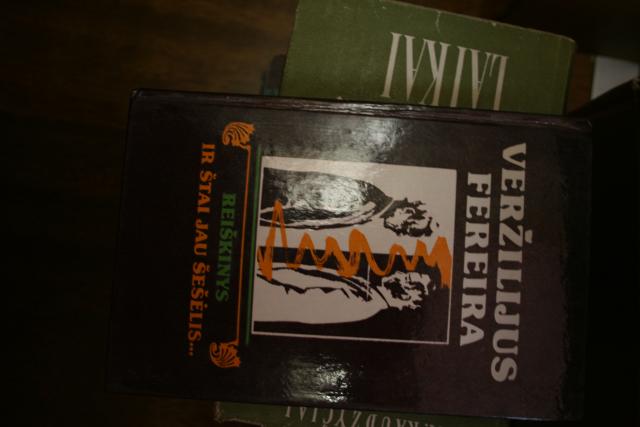 VERŽILIJUS
FEREIRA
REIŠKINYS
IR ŠTAI JAU ŠEŠĖLIS...
LAIKAI